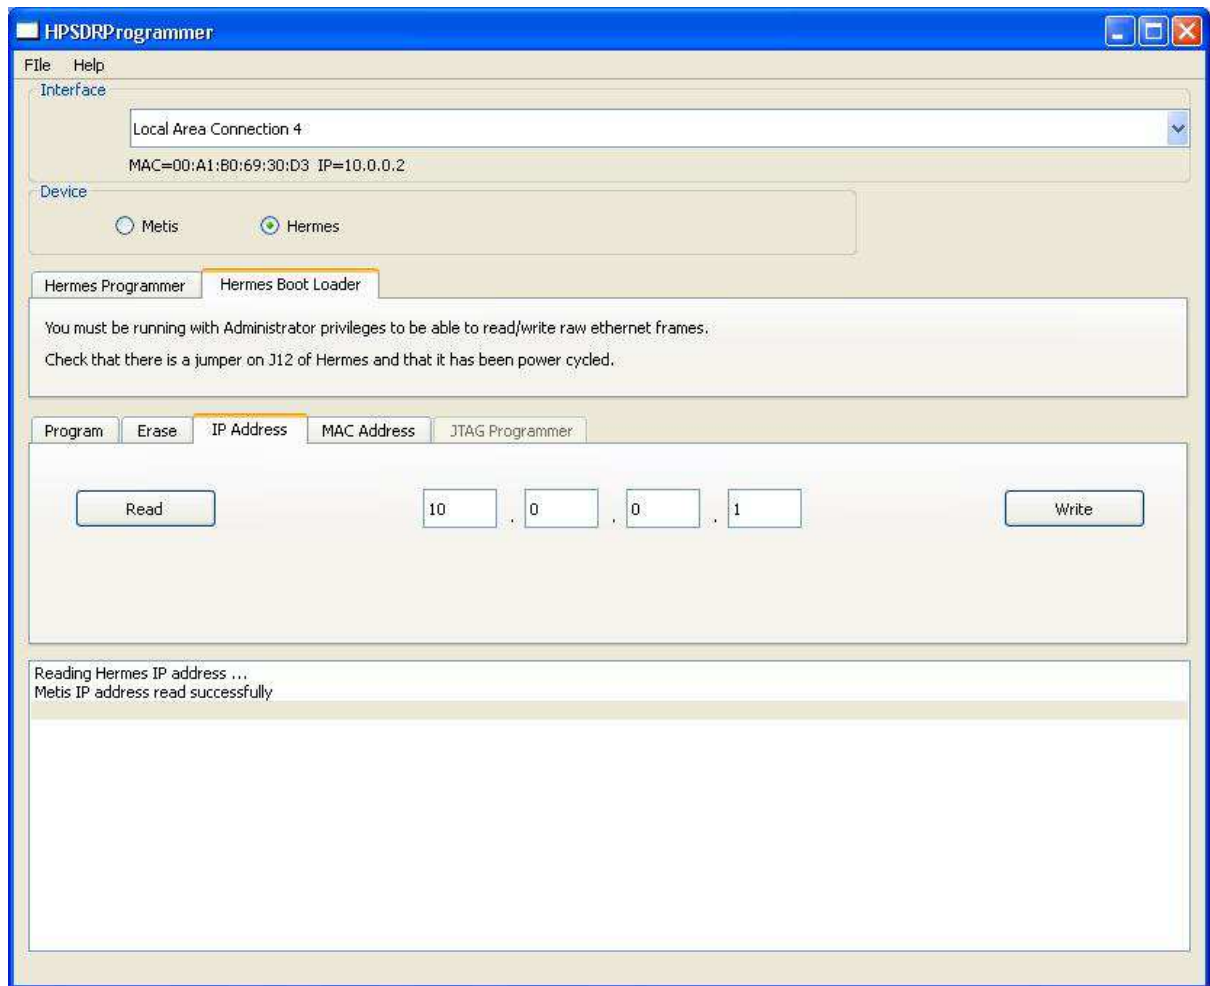 HPSDRProgrammer
FIle Help
Interface
Local Area Connection 4
MAC=00:A1:B0:69:30:D3 IP=10.0.0.2
Device
Metis Hermes
Hermes Programmer Hermes Boot Loader
You must be running with Administrator privileges to be able to read/write raw ethernet frames.
Check that there is a jumper on J12 of Hermes and that it has been power cycled.
Program Erase IP Address MAC Address JTAG Programmer
Read 10 . 0 . 0 . 1 Write
Reading Hermes IP address ...
Metis IP address read successfully